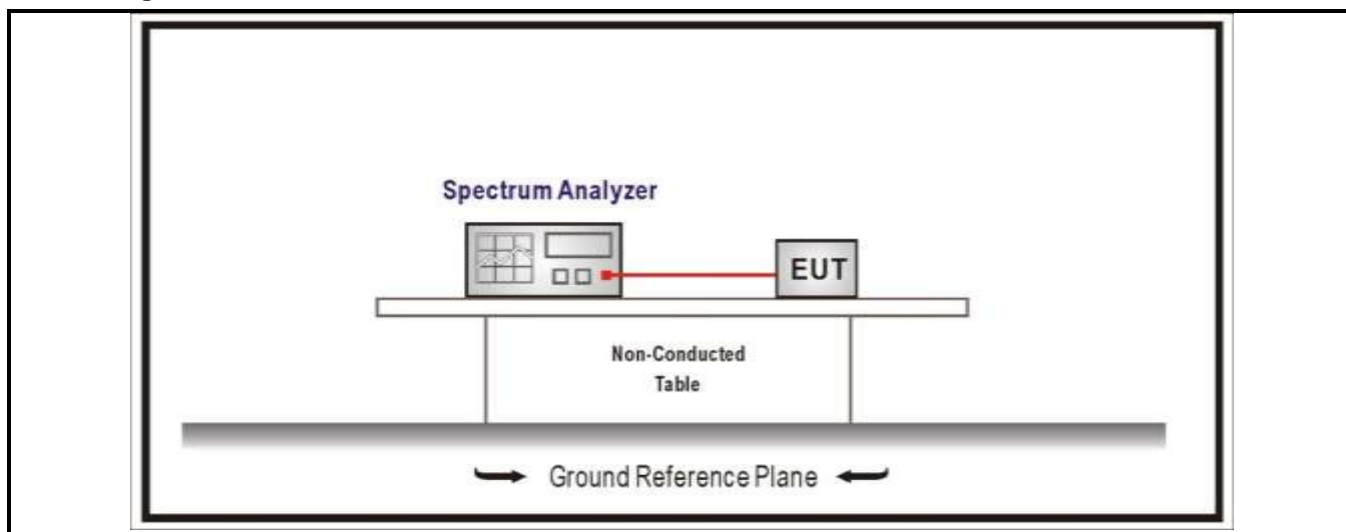 Spectrum Analyzer
EUT
Non-Conducted
Table
Ground Reference Plane